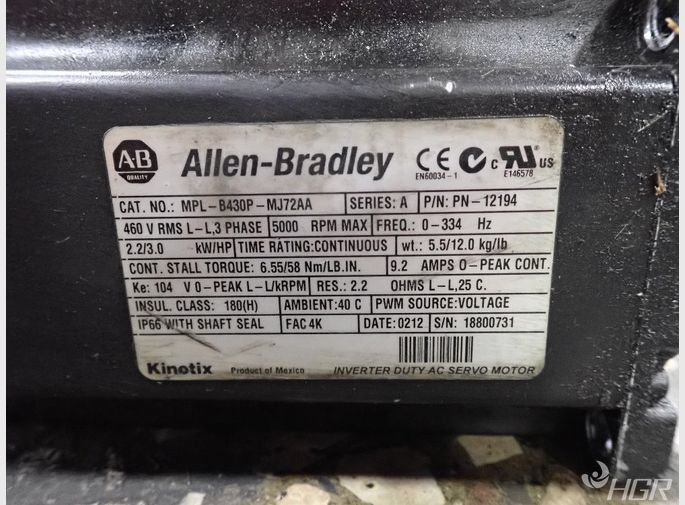 A-B
QUALITY
Allen-Bradley
CE
EN60034-1
C
RU
US
E146578
CAT. NO.: MPL-B430P-MJ72AA SERIES: A P/N: PN-12194
460 V RMS L-L,3 PHASE 5000 RPM MAX FREQ.: 0-334 Hz
2.2/3.0 kW/HP TIME RATING:CONTINUOUS wt.: 5.5/12.0 kg/lb
CONT. STALL TORQUE: 6.55/58 Nm/LB.IN. 9.2 AMPS O-PEAK CONT.
Ke: 104 V 0-PEAK L-L/kRPM RES.: 2.2 OHMS L-L,25 C.
INSUL. CLASS: 180(H) AMBIENT:40 C PWM SOURCE:VOLTAGE
IP66 WITH SHAFT SEAL FAC 4K DATE:0212 S/N: 18800731
Kinetix Product of Mexico INVERTER DUTY AC SERVO MOTOR
HGR